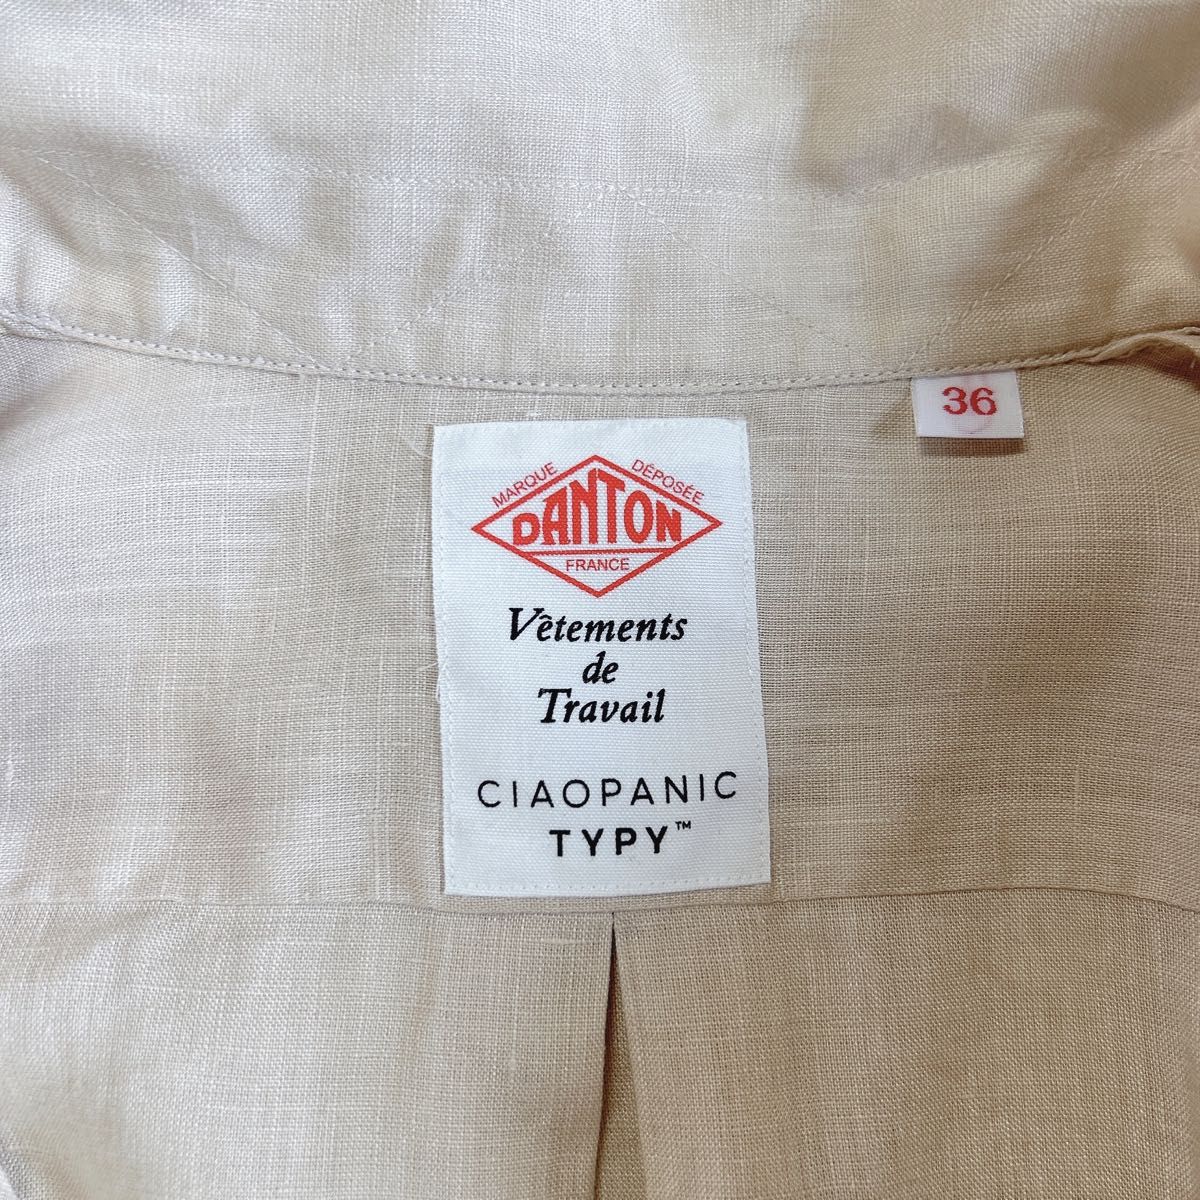 36
MARQUE DÉPOSÉE
DANTON
FRANCE
Vêtements
de
Travail
CIAOPANIC
TYPY™